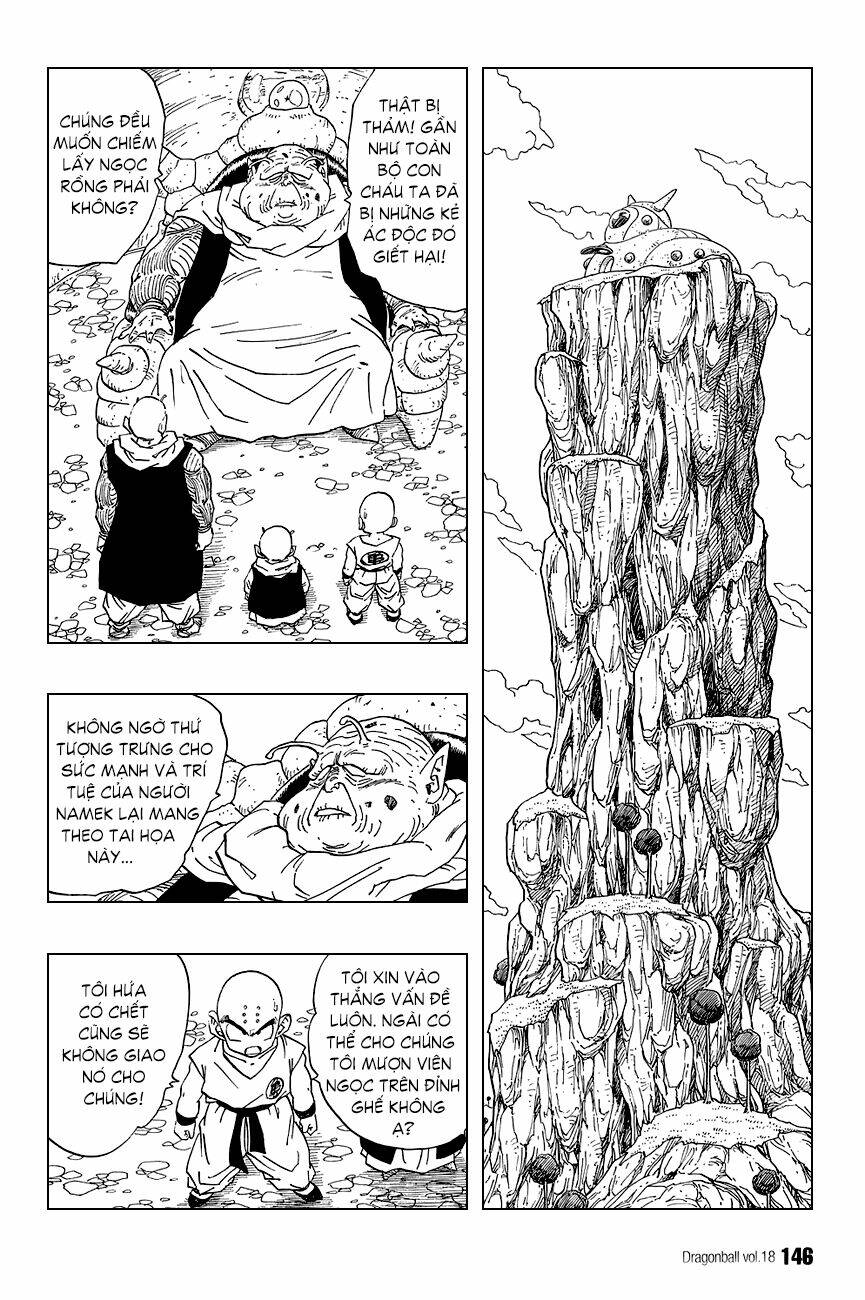 THẬT BỊ
THẢM! GẦN
NHƯ TOÀN
BỘ CON
CHÁU TA ĐÃ
BỊ NHỮNG KẺ
ÁC ĐỘC ĐÓ
GIẾT HẠI!
CHÚNG ĐỀU
MUỐN CHIẾM
LẤY NGỌC
RỒNG PHẢI
KHÔNG?
KHÔNG NGỜ THỨ
TƯỢNG TRƯNG CHO
SỨC MẠNH VÀ TRÍ
TUỆ CỦA NGƯỜI
NAMEK LẠI MANG
THEO TAI HỌA
NÀY...
TÔI XIN VÀO
THẲNG VẤN ĐỀ
LUÔN. NGÀI CÓ
THỂ CHO CHÚNG
TÔI MƯỢN VIÊN
NGỌC TRÊN ĐỈNH
GHẾ KHÔNG
Ạ?
TÔI HỨA
CÓ CHẾT
CŨNG SẼ
KHÔNG GIAO
NÓ CHO
CHÚNG!
Dragonball vol.18 146